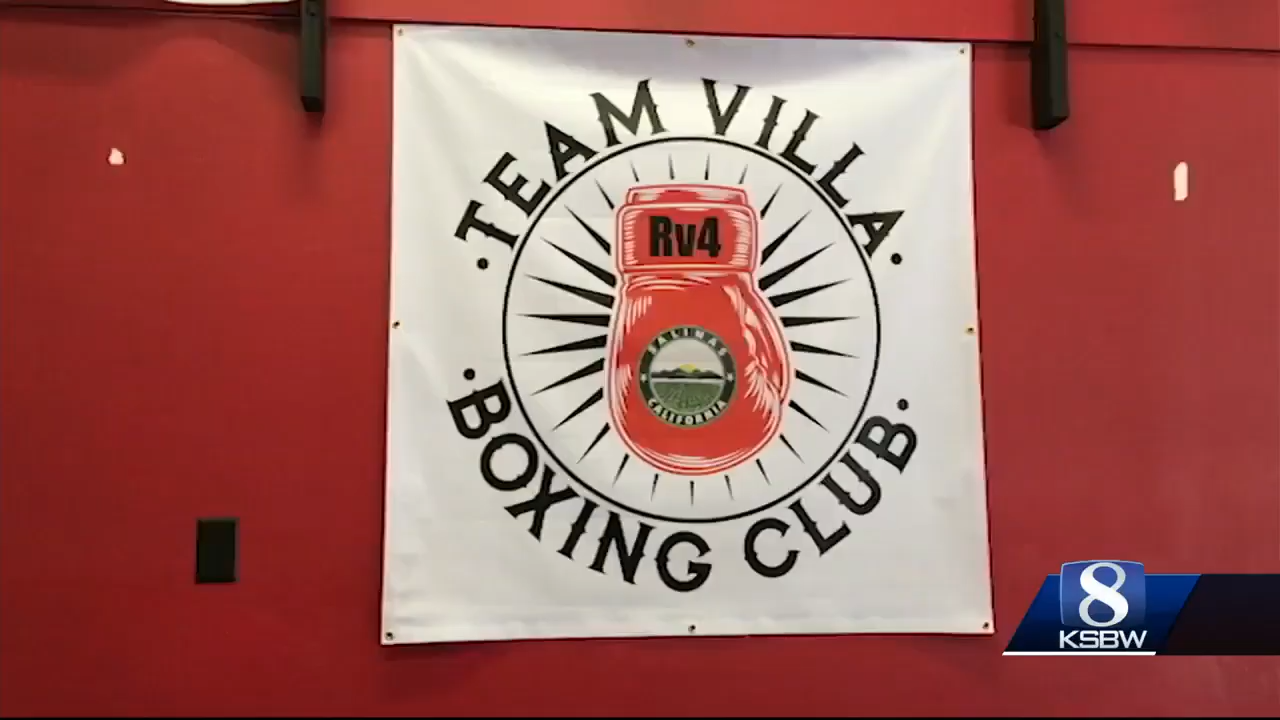 TEAM VILLA
Rv4
SALINAS
CALIFORNIA
BOXING CLUB
8
KSBW